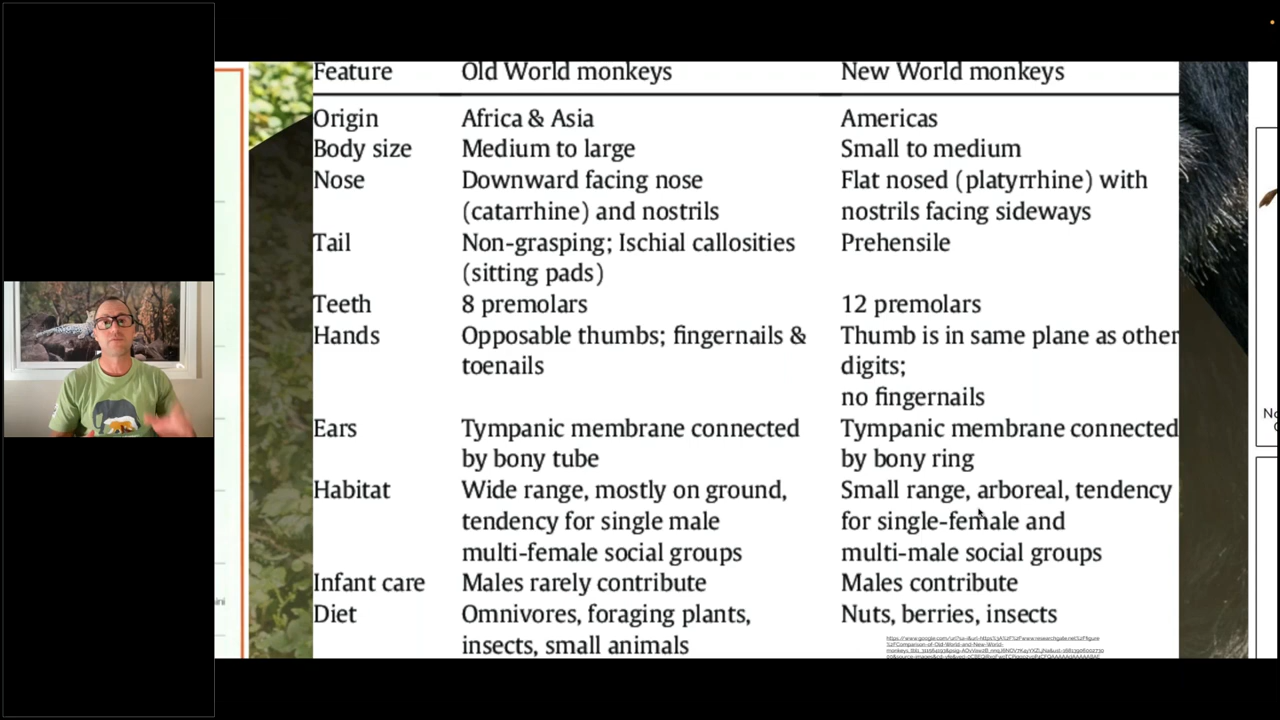 Feature Old World monkeys New World monkeys
Origin Africa & Asia Americas
Body size Medium to large Small to medium
Nose Downward facing nose Flat nosed (platyrrhine) with
(catarrhine) and nostrils nostrils facing sideways
Tail Non-grasping; Ischial callosities Prehensile
(sitting pads)
Teeth 8 premolars 12 premolars
Hands Opposable thumbs; fingernails & Thumb is in same plane as other
toenails digits;
no fingernails
Ears Tympanic membrane connected Tympanic membrane connected
by bony tube by bony ring
Habitat Wide range, mostly on ground, Small range, arboreal, tendency
tendency for single male for single-female and
multi-female social groups multi-male social groups
Infant care Males rarely contribute Males contribute
Diet Omnivores, foraging plants, Nuts, berries, insects
insects, small animals